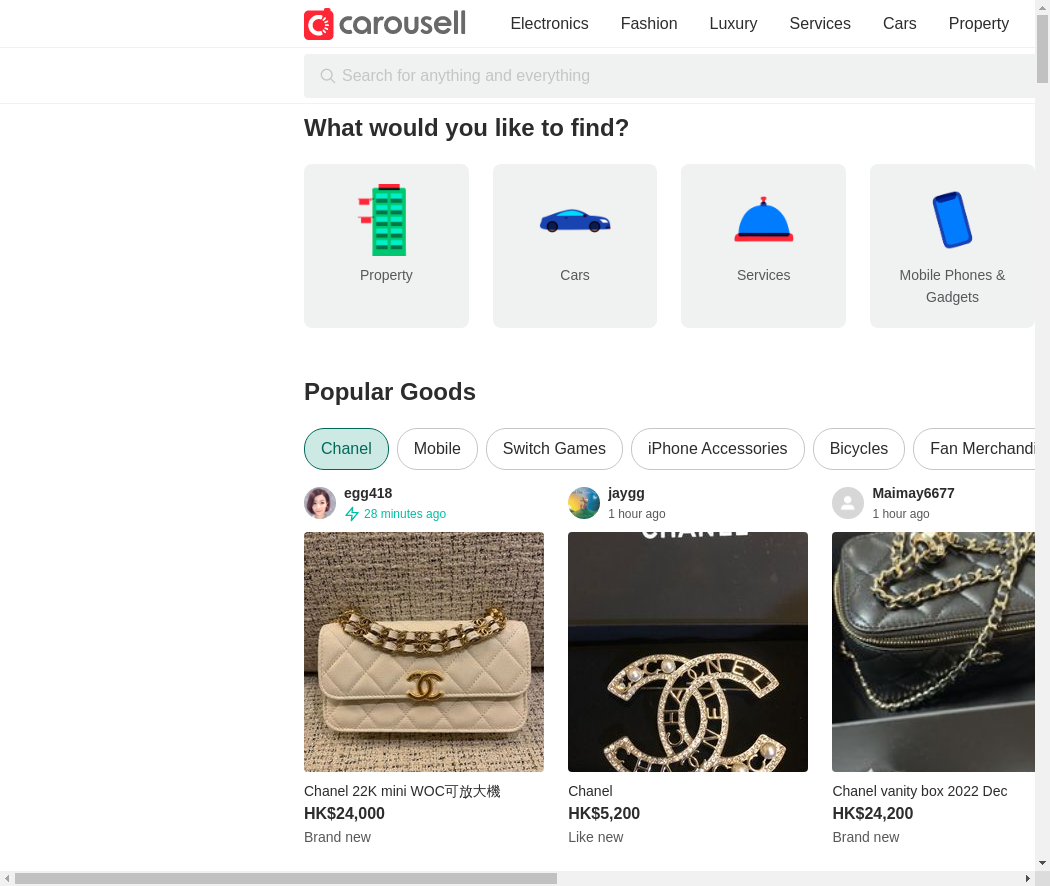 carousell
Electronics
Fashion
Luxury
Services
Cars
Property
Search for anything and everything
What would you like to find?
Property
Cars
Services
Mobile Phones &
Gadgets
Popular Goods
Chanel
Mobile
Switch Games
iPhone Accessories
Bicycles
Fan Merchandi
egg418
28 minutes ago
jaygg
1 hour ago
Maimay6677
1 hour ago
CHANEL
CHANEL
CHANEL
Chanel 22K mini WOC可放大機
HK$24,000
Brand new
Chanel
HK$5,200
Like new
Chanel vanity box 2022 Dec
HK$24,200
Brand new